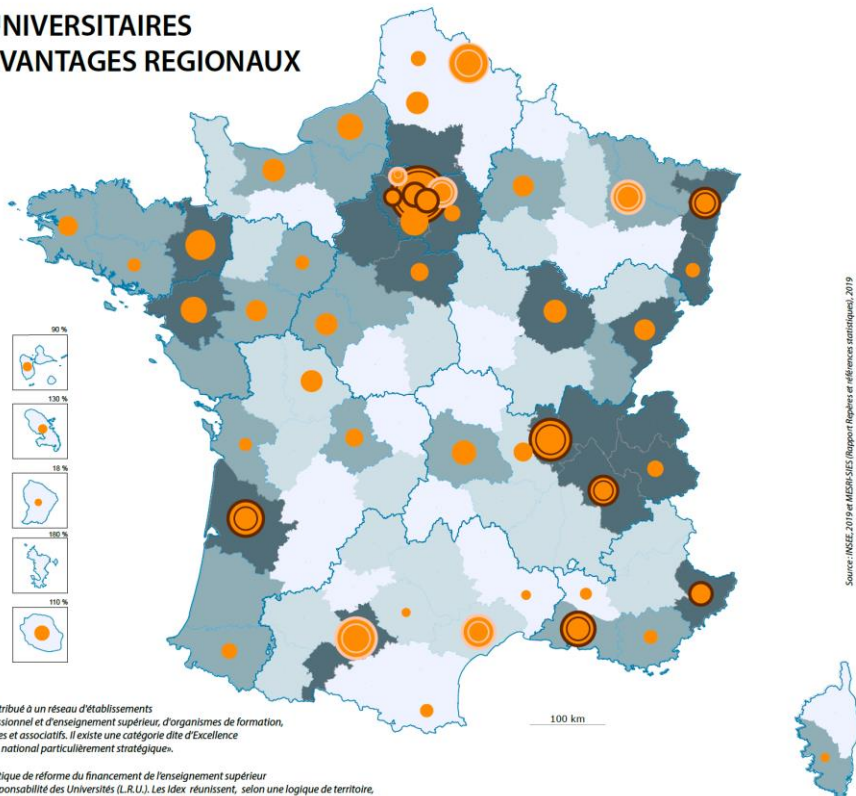 UNIVERSITAIRES
VANTAGES REGIONAUX
90 %
130 %
18 %
180 %
110 %
tribué à un réseau d'établissements
ssionnel et d'enseignement supérieur, d'organismes de formation,
es et associatifs. Il existe une catégorie dite d'Excellence
national particulièrement stratégique».
tique de réforme du financement de l'enseignement supérieur
sponsabilité des Universités (L.R.U.). Les Idex réunissent, selon une logique de territoire,
100 km
Source : INSEE, 2019 et MESRI-SIES (Rapport Repères et références statistiques), 2019